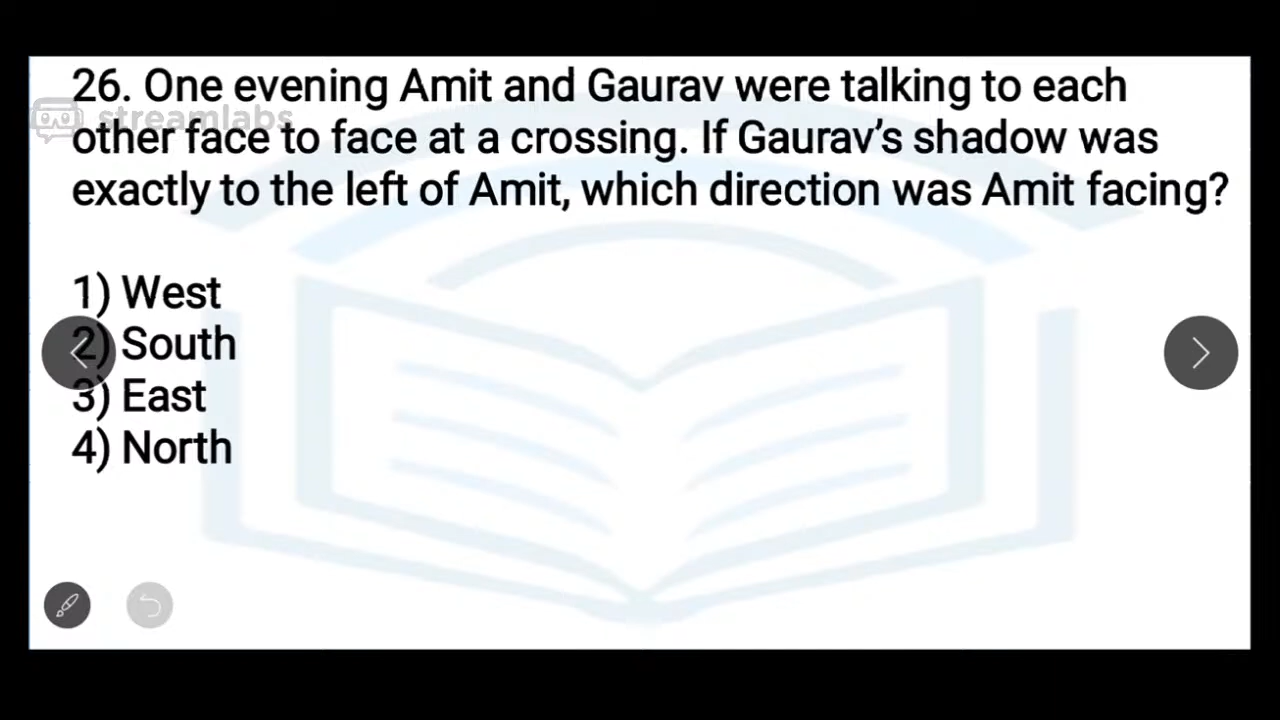 26. One evening Amit and Gaurav were talking to each
streamlabs
other face to face at a crossing. If Gaurav’s shadow was
exactly to the left of Amit, which direction was Amit facing?
1) West
2) South
3) East
4) North